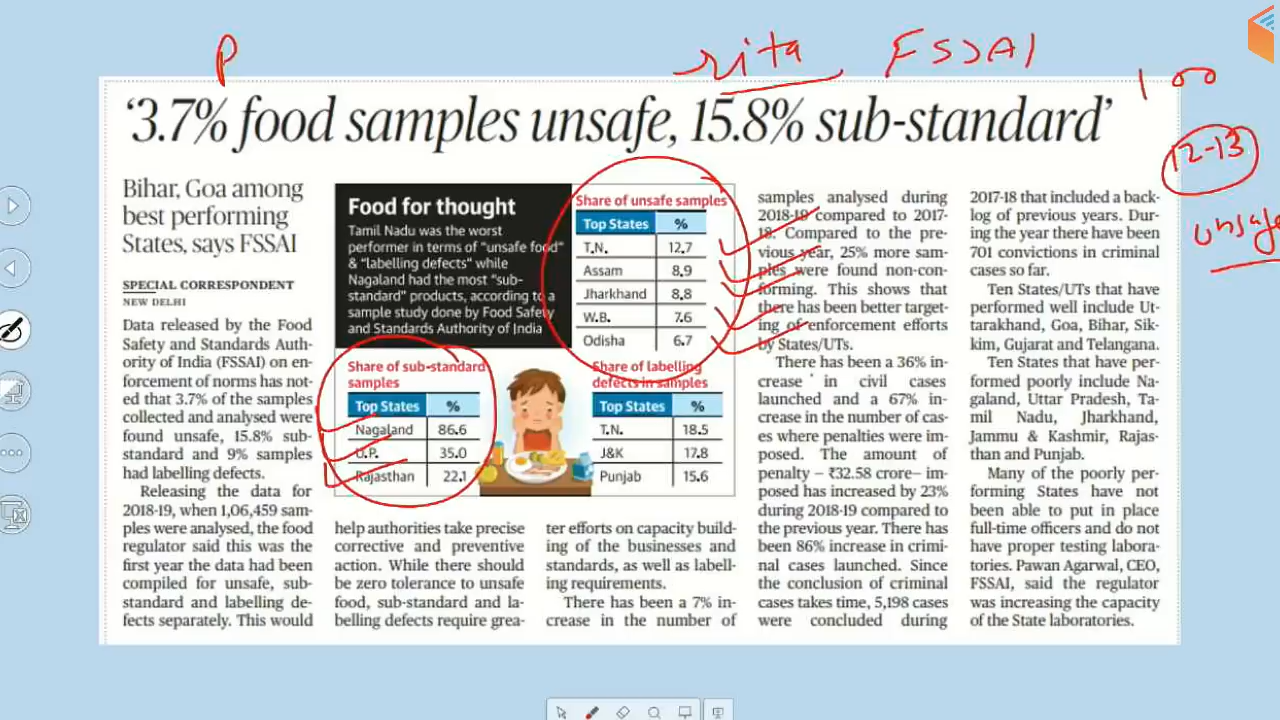 P
rita
FSSAI
100
12-13
unsafe
'3.7% food samples unsafe, 15.8% sub-standard'
Bihar, Goa among
best performing
States, says FSSAI
SPECIAL CORRESPONDENT
NEW DELHI
Data released by the Food
Safety and Standards Auth-
ority of India (FSSAI) on en-
forcement of norms has not-
ed that 3.7% of the samples
collected and analysed were
found unsafe, 15.8% sub-
standard and 9% samples
had labelling defects.
Releasing the data for
2018-19, when 1,06,459 sam-
ples were analysed, the food
regulator said this was the
first year the data had been
compiled for unsafe, sub-
standard and labelling de-
fects separately. This would
Food for thought
Tamil Nadu was the worst
performer in terms of "unsafe food"
& "labelling defects" while
Nagaland had the most "sub-
standard" products, according to a
sample study done by Food Safety
and Standards Authority of India
Share of unsafe samples
Top States %
T.N. 12.7
Assam 8.9
Jharkhand 8.8
W.B. 7.6
Odisha 6.7
Share of sub-standard
samples
Top States %
Nagaland 86.6
U.P. 35.0
Rajasthan 22.1
Share of labelling
defects in samples
Top States %
T.N. 18.5
J&K 17.8
Punjab 15.6
help authorities take precise
corrective and preventive
action. While there should
be zero tolerance to unsafe
food, sub-standard and la-
belling defects require grea-
ter efforts on capacity build-
ing of the businesses and
standards, as well as labell-
ing requirements.
There has been a 7% in-
crease in the number of
samples analysed during
2018-19 compared to 2017-
18. Compared to the pre-
vious year, 25% more sam-
ples were found non-con-
forming. This shows that
there has been better target-
ing of enforcement efforts
by States/UTs.
There has been a 36% in-
crease in civil cases
launched and a 67% in-
crease in the number of cas-
es where penalties were im-
posed. The amount of
penalty – ₹32.58 crore– im-
posed has increased by 23%
during 2018-19 compared to
the previous year. There has
been 86% increase in crimi-
nal cases launched. Since
the conclusion of criminal
cases takes time, 5,198 cases
were concluded during
2017-18 that included a back-
log of previous years. Dur-
ing the year there have been
701 convictions in criminal
cases so far.
Ten States/UTs that have
performed well include Ut-
tarakhand, Goa, Bihar, Sik-
kim, Gujarat and Telangana.
Ten States that have per-
formed poorly include Na-
galand, Uttar Pradesh, Ta-
mil Nadu, Jharkhand,
Jammu & Kashmir, Rajas-
than and Punjab.
Many of the poorly per-
forming States have not
been able to put in place
full-time officers and do not
have proper testing labora-
tories. Pawan Agarwal, CEO,
FSSAI, said the regulator
was increasing the capacity
of the State laboratories.